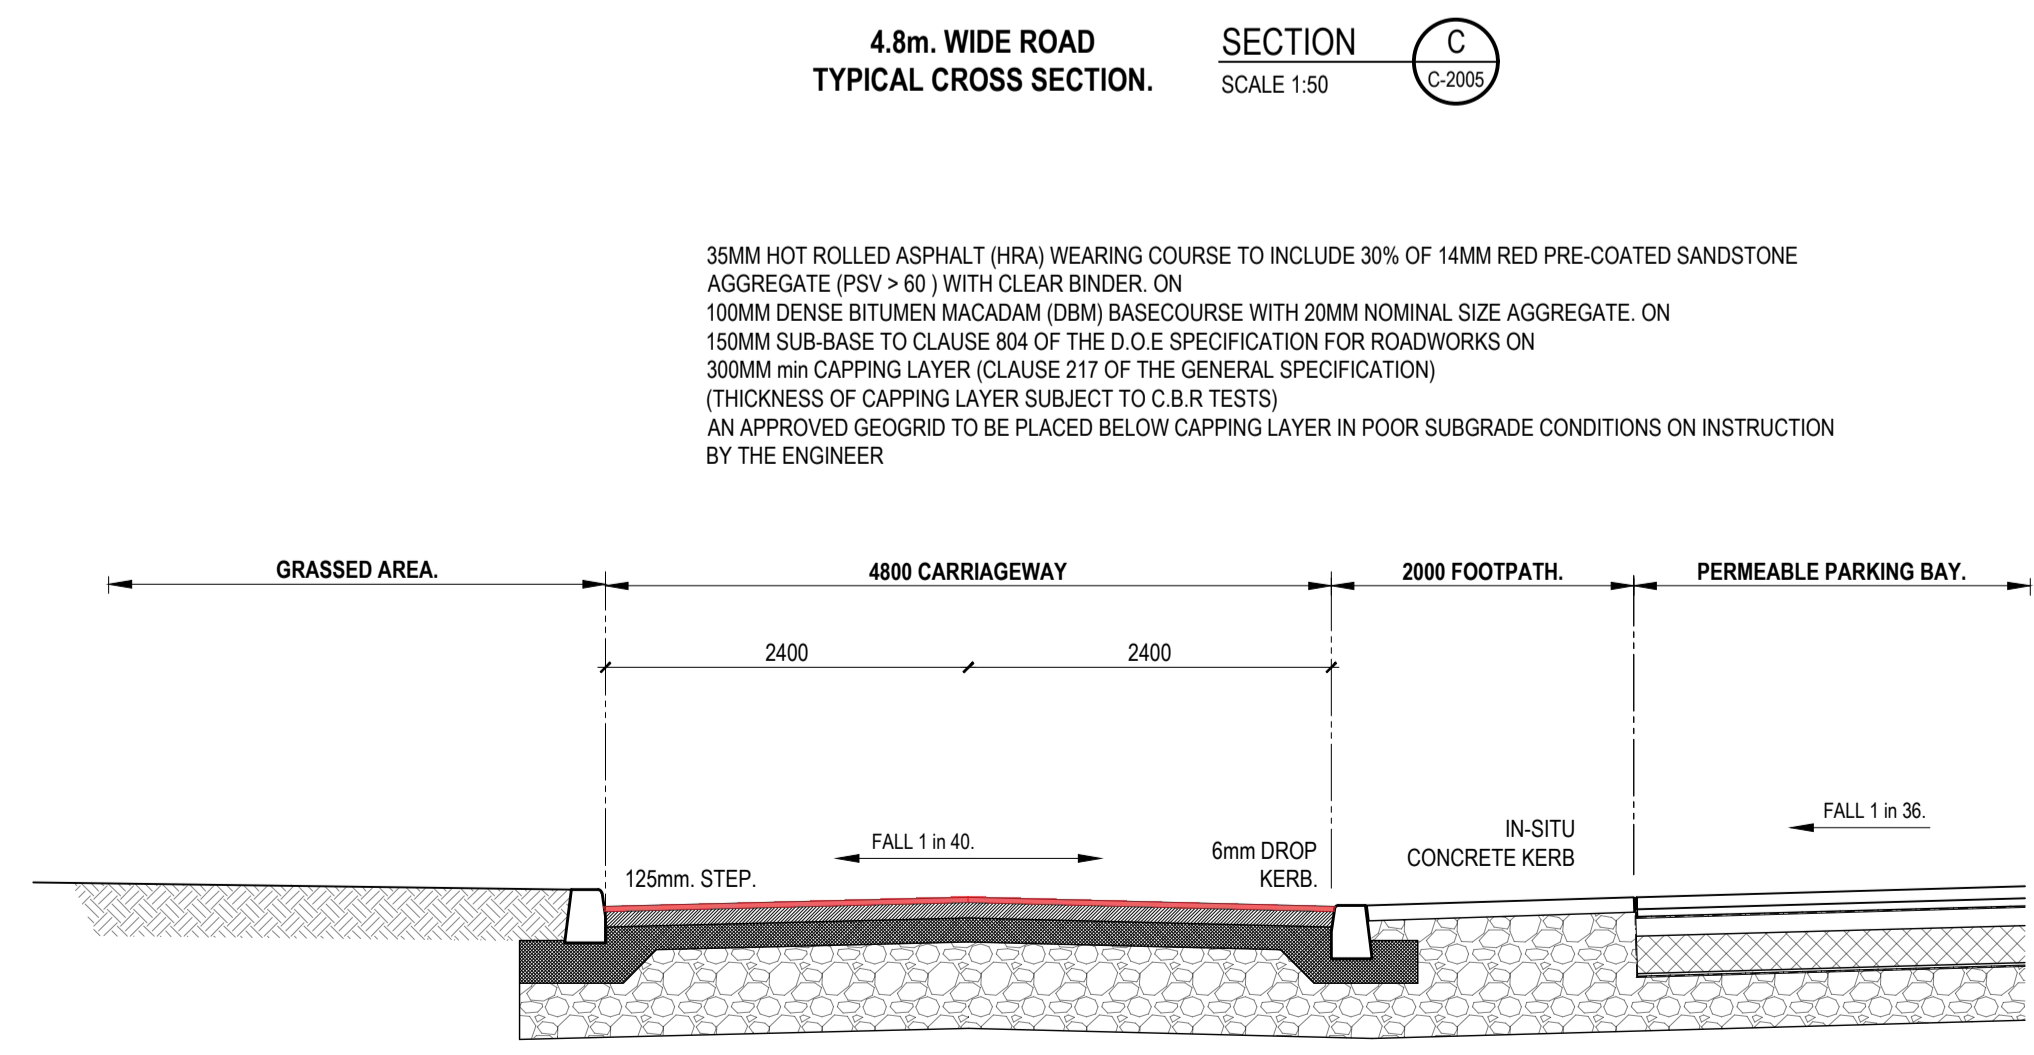 4.8m. WIDE ROAD
TYPICAL CROSS SECTION.
SECTION
SCALE 1:50
C
C-2005
35MM HOT ROLLED ASPHALT (HRA) WEARING COURSE TO INCLUDE 30% OF 14MM RED PRE-COATED SANDSTONE
AGGREGATE (PSV > 60 ) WITH CLEAR BINDER. ON
100MM DENSE BITUMEN MACADAM (DBM) BASECOURSE WITH 20MM NOMINAL SIZE AGGREGATE. ON
150MM SUB-BASE TO CLAUSE 804 OF THE D.O.E SPECIFICATION FOR ROADWORKS ON
300MM min CAPPING LAYER (CLAUSE 217 OF THE GENERAL SPECIFICATION)
(THICKNESS OF CAPPING LAYER SUBJECT TO C.B.R TESTS)
AN APPROVED GEOGRID TO BE PLACED BELOW CAPPING LAYER IN POOR SUBGRADE CONDITIONS ON INSTRUCTION
BY THE ENGINEER
GRASSED AREA.
4800 CARRIAGEWAY
2000 FOOTPATH.
PERMEABLE PARKING BAY.
2400
2400
FALL 1 in 36.
IN-SITU
CONCRETE KERB
FALL 1 in 40.
6mm DROP
KERB.
125mm. STEP.